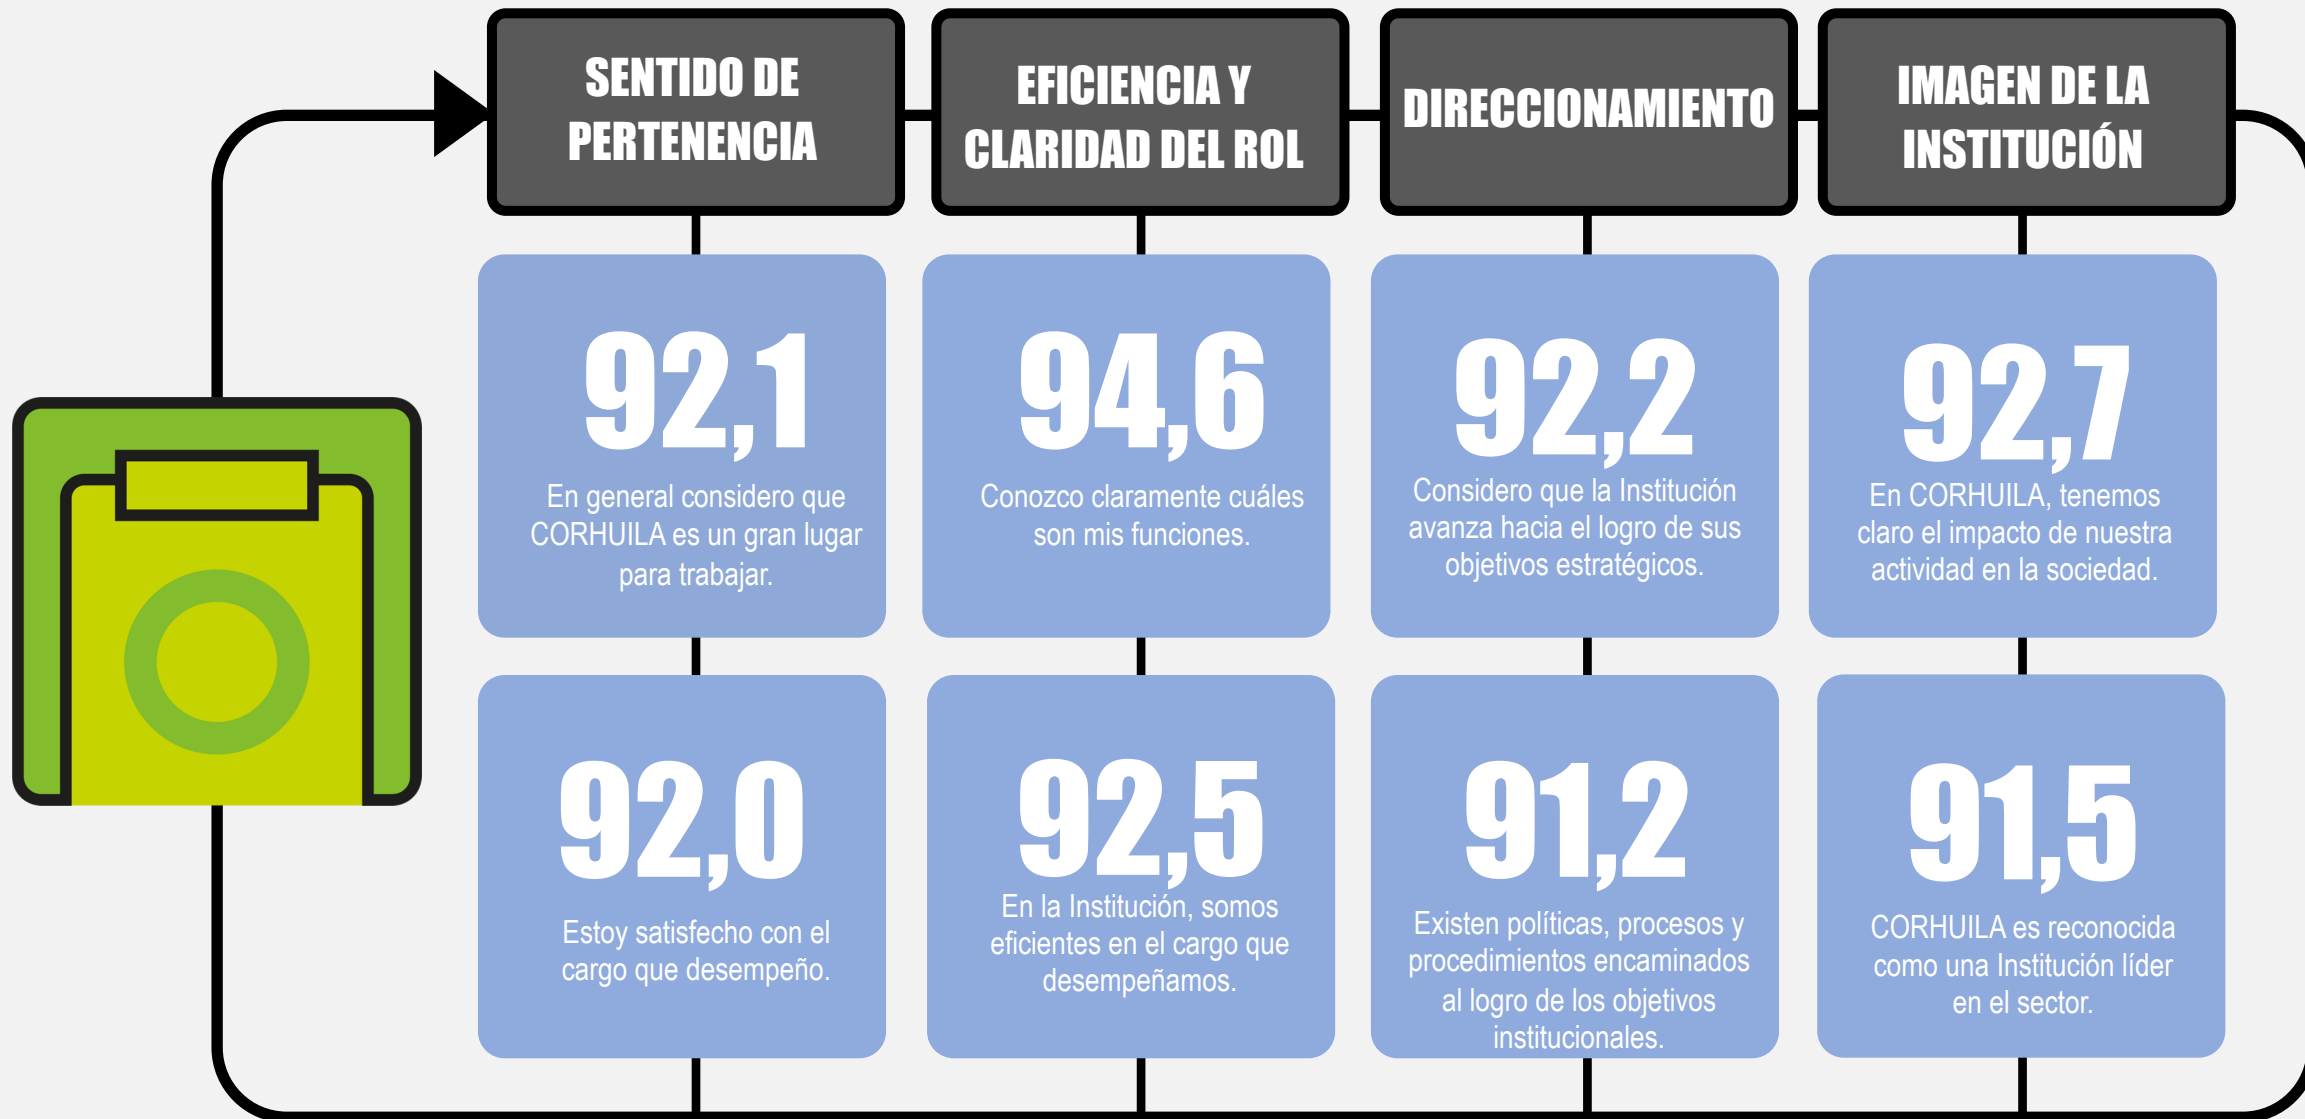 SENTIDO DE
PERTENENCIA
92,1
En general considero que
CORHUILA es un gran lugar
para trabajar.
92,0
Estoy satisfecho con el
cargo que desempeño.
EFICIENCIA Y
CLARIDAD DEL ROL
94,6
Conozco claramente cuáles
son mis funciones.
92,5
En la Institución, somos
eficientes en el cargo que
desempeñamos.
DIRECCIONAMIENTO
92,2
Considero que la Institución
avanza hacia el logro de sus
objetivos estratégicos.
91,2
Existen políticas, procesos y
procedimientos encaminados
al logro de los objetivos
institucionales.
IMAGEN DE LA
INSTITUCIÓN
92,7
En CORHUILA, tenemos
claro el impacto de nuestra
actividad en la sociedad.
91,5
CORHUILA es reconocida
como una Institución líder
en el sector.